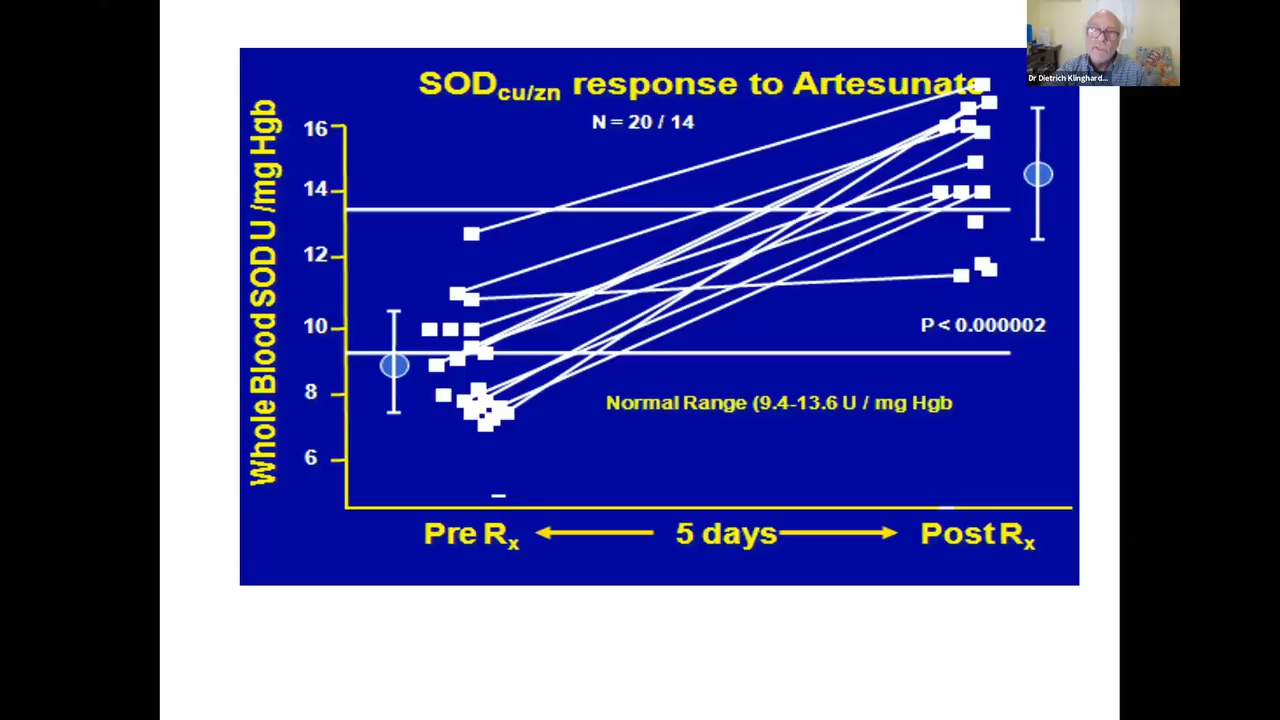 Dr Dietrich Klinghard...
SODcu/zn response to Artesunate
N = 20 / 14
Whole Blood SOD U /mg Hgb
16
14
12
10
8
6
P < 0.000002
Normal Range (9.4-13.6 U / mg Hgb
Pre Rx 5 days Post Rx